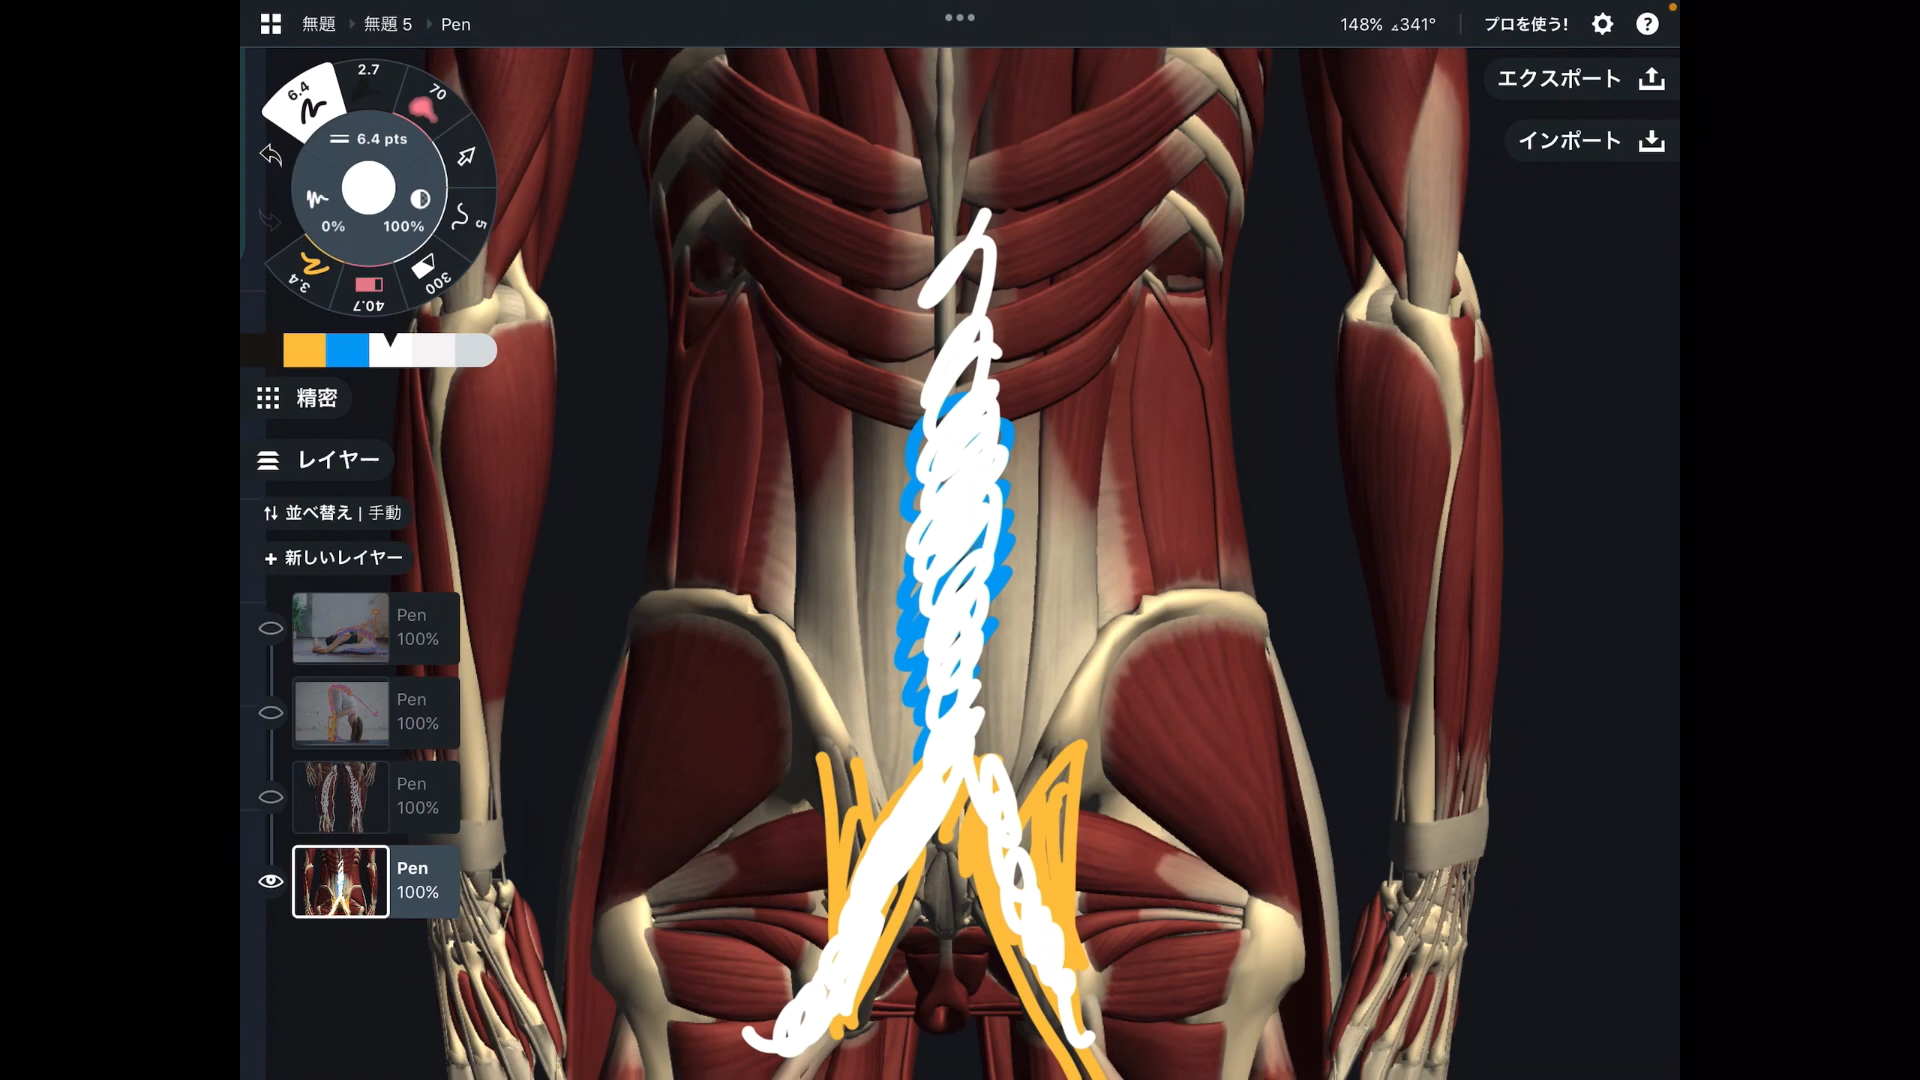 無題 無題 5 Pen
148% ⊿341°
プロを使う!
エクスポート
インポート
2.7
6.4
70
6.4 pts
0%
100%
5
3.4
40.7
300
精密
レイヤー
並べ替え | 手動
+ 新しいレイヤー
Pen
100%
Pen
100%
Pen
100%
Pen
100%